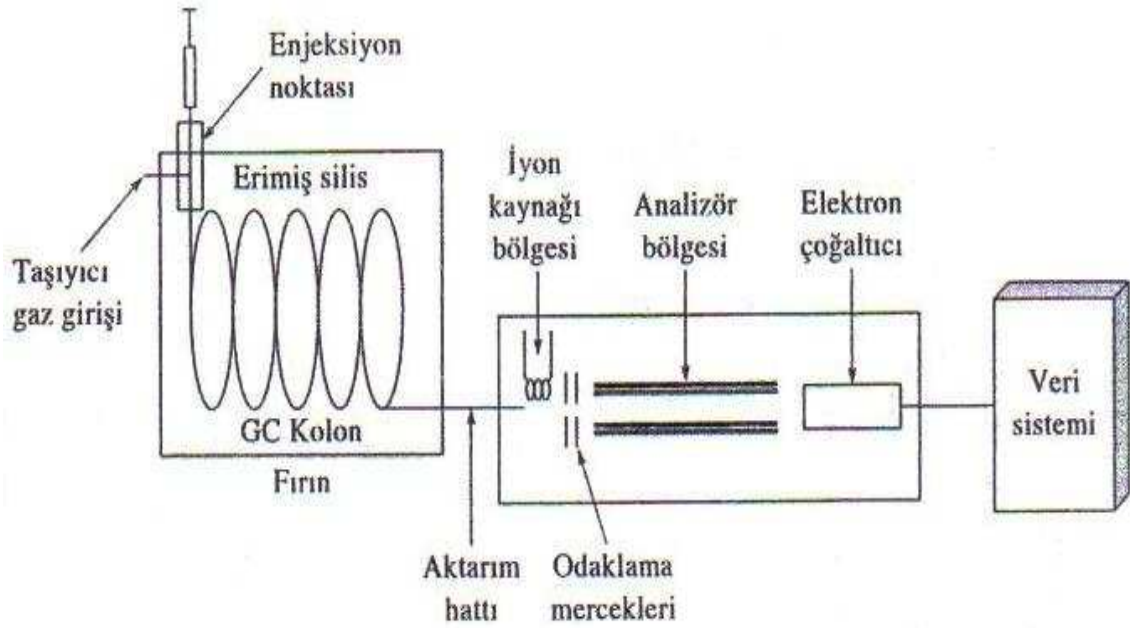 Enjeksiyon
noktası
Erimiş silis
Taşıyıcı
gaz girişi
GC Kolon
Fırın
İyon
kaynağı
bölgesi
Analizör
bölgesi
Elektron
çoğaltıcı
Veri
sistemi
Aktarım
hattı
Odaklama
mercekleri